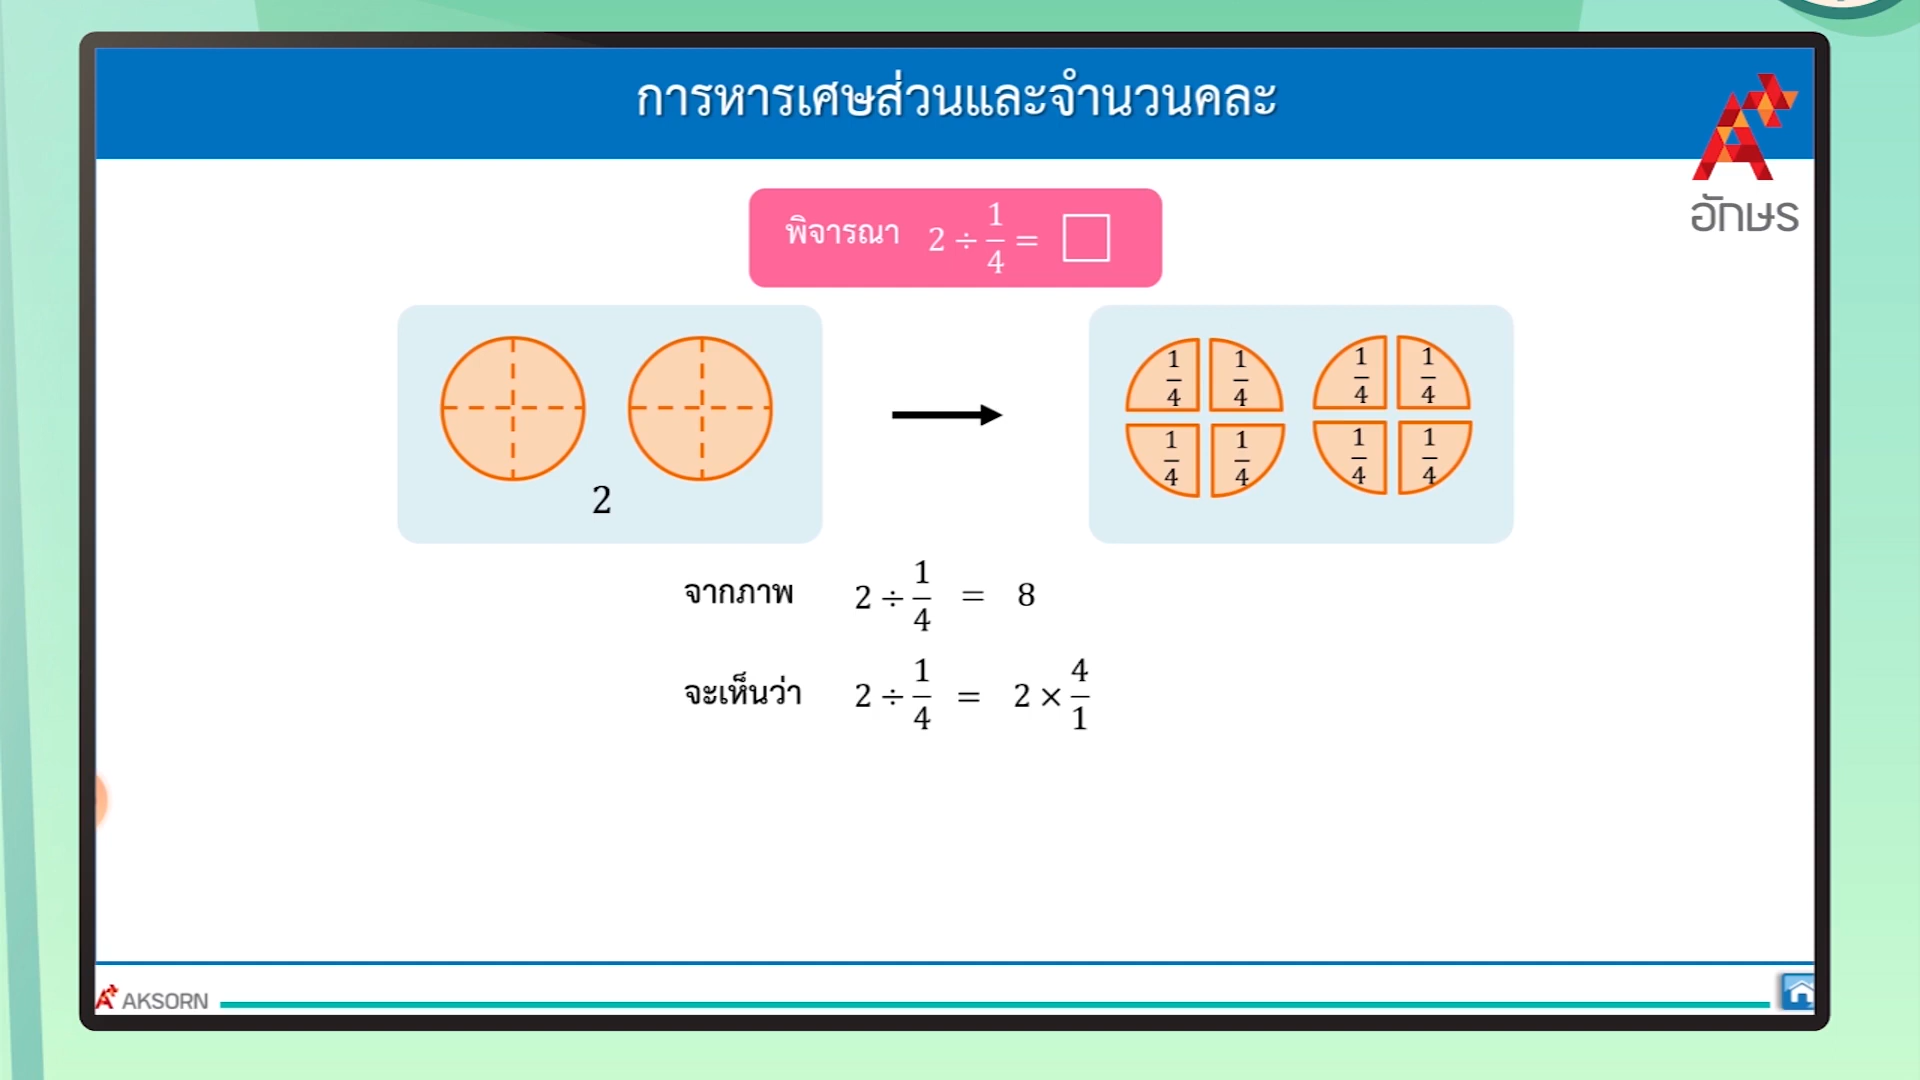 การหารเศษส่วนและจำนวนคละ
อักษร
พิจารณา 2 ÷ 1/4 = □
1/4 1/4 1/4 1/4
1/4 1/4 1/4 1/4
2
จากภาพ 2 ÷ 1/4 = 8
จะเห็นว่า 2 ÷ 1/4 = 2 × 4/1
AKSORN